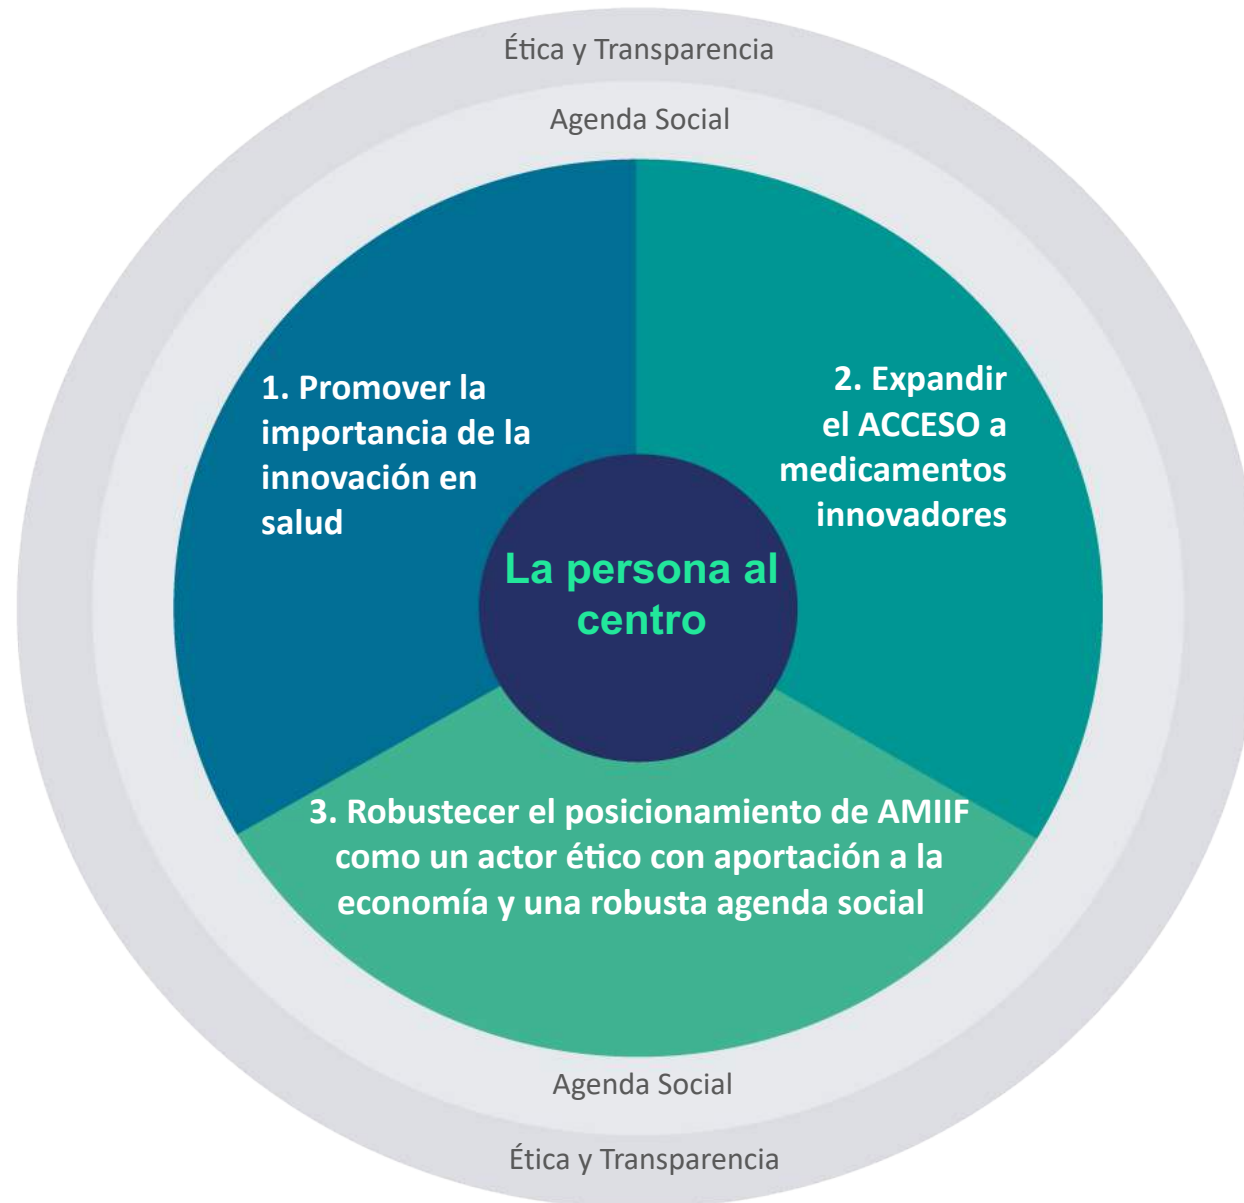 Ética y Transparencia
Agenda Social
1. Promover la
importancia de la
innovación en
salud
2. Expandir
el ACCESO a
medicamentos
innovadores
La persona al
centro
3. Robustecer el posicionamiento de AMIIF
como un actor ético con aportación a la
economía y una robusta agenda social
Agenda Social
Ética y Transparencia